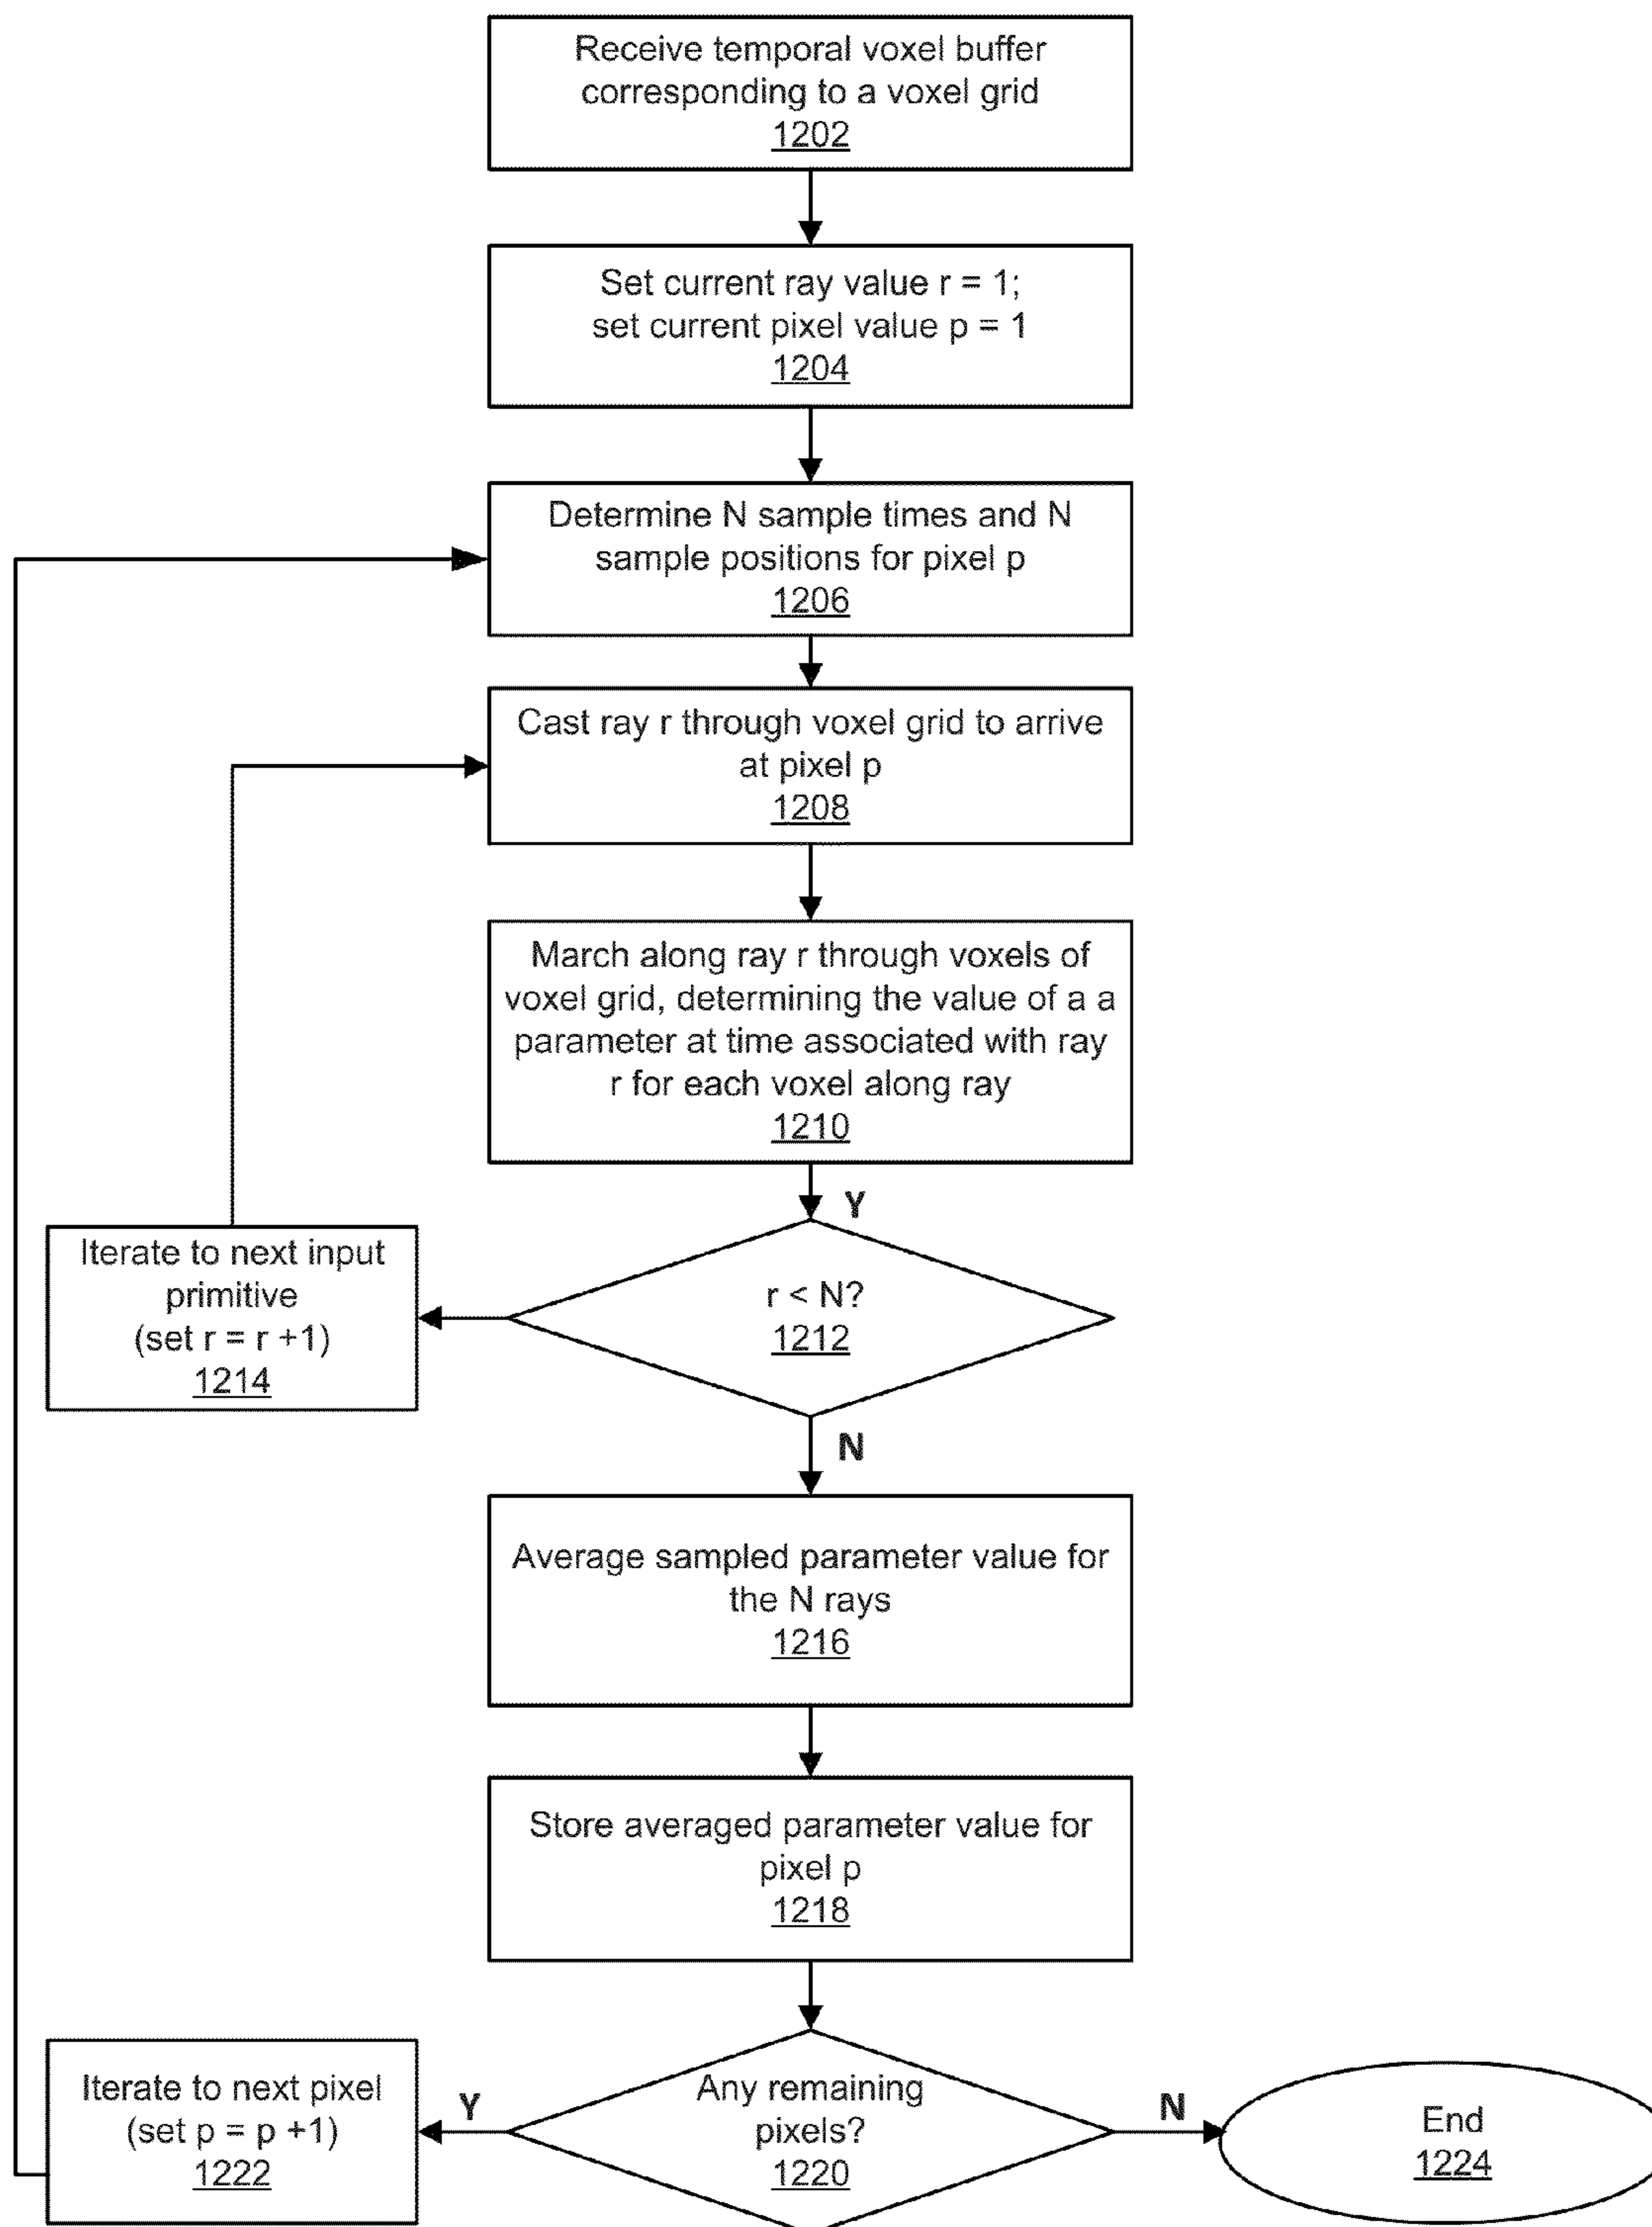 Receive temporal voxel buffer
corresponding to a voxel grid
1202
Set current ray value r = 1;
set current pixel value p = 1
1204
Determine N sample times and N
sample positions for pixel p
1206
Cast ray r through voxel grid to arrive
at pixel p
1208
March along ray r through voxels of
voxel grid, determining the value of a a
parameter at time associated with ray
r for each voxel along ray
1210
Y
r < N?
1212
Iterate to next input
primitive
(set r = r +1)
1214
N
Average sampled parameter value for
the N rays
1216
Store averaged parameter value for
pixel p
1218
Any remaining
pixels?
1220
Y
Iterate to next pixel
(set p = p +1)
1222
N
End
1224